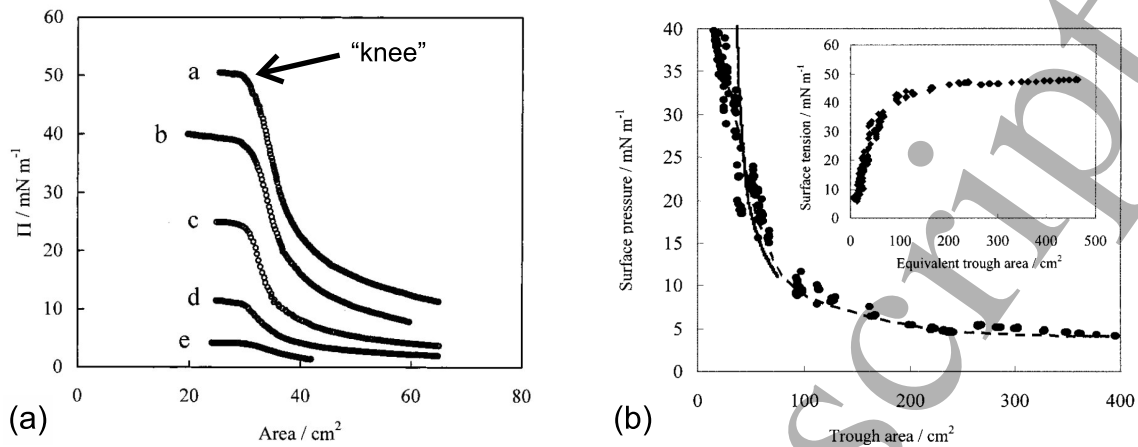 60
50
40
30
20
10
0
0 20 40 60 80
Π / mN m⁻¹
Area / cm²
a
b
c
d
e
"knee"
(a)
40
35
30
25
20
15
10
5
0
0 100 200 300 400
Surface pressure / mN m⁻¹
Trough area / cm²
60
50
40
30
20
10
0
0 100 200 300 400 500
Surface tension / mN m⁻¹
Equivalent trough area / cm²
(b)
script